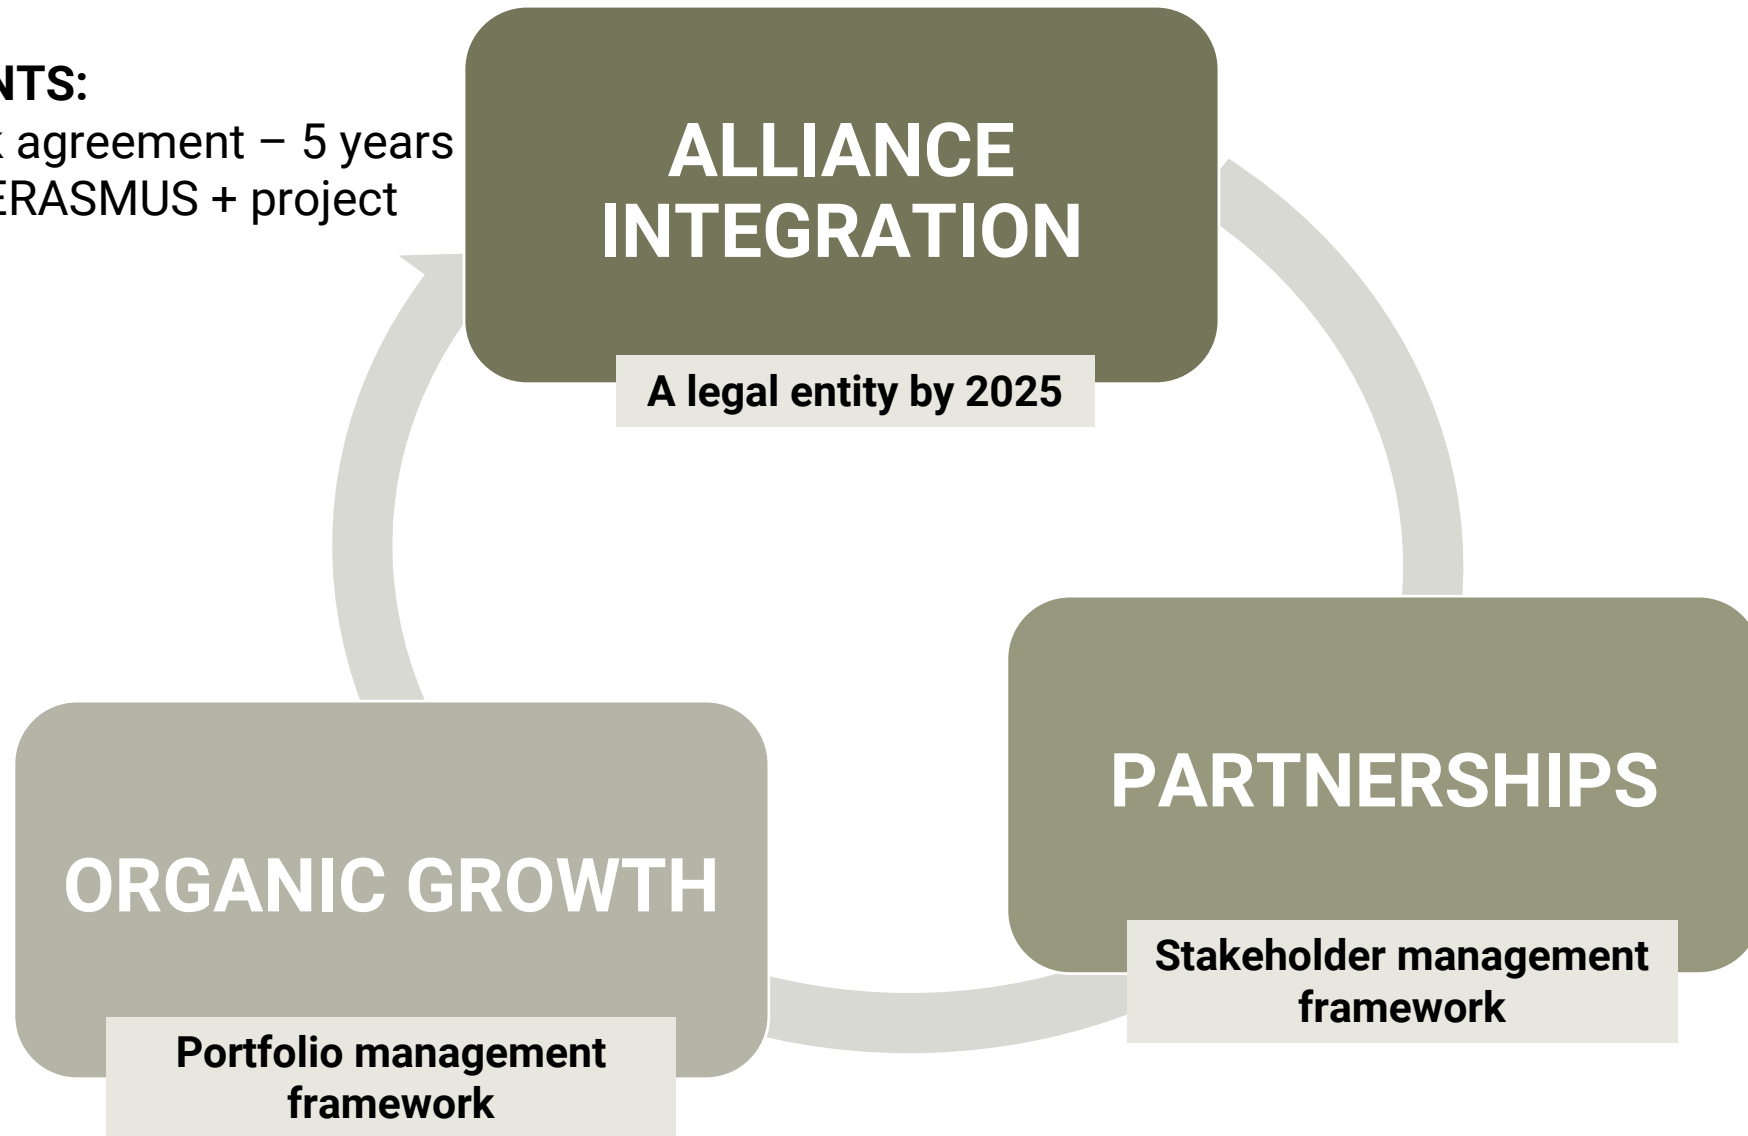 NTS:
agreement – 5 years
ERASMUS + project
ALLIANCE
INTEGRATION
A legal entity by 2025
PARTNERSHIPS
Stakeholder management
framework
ORGANIC GROWTH
Portfolio management
framework